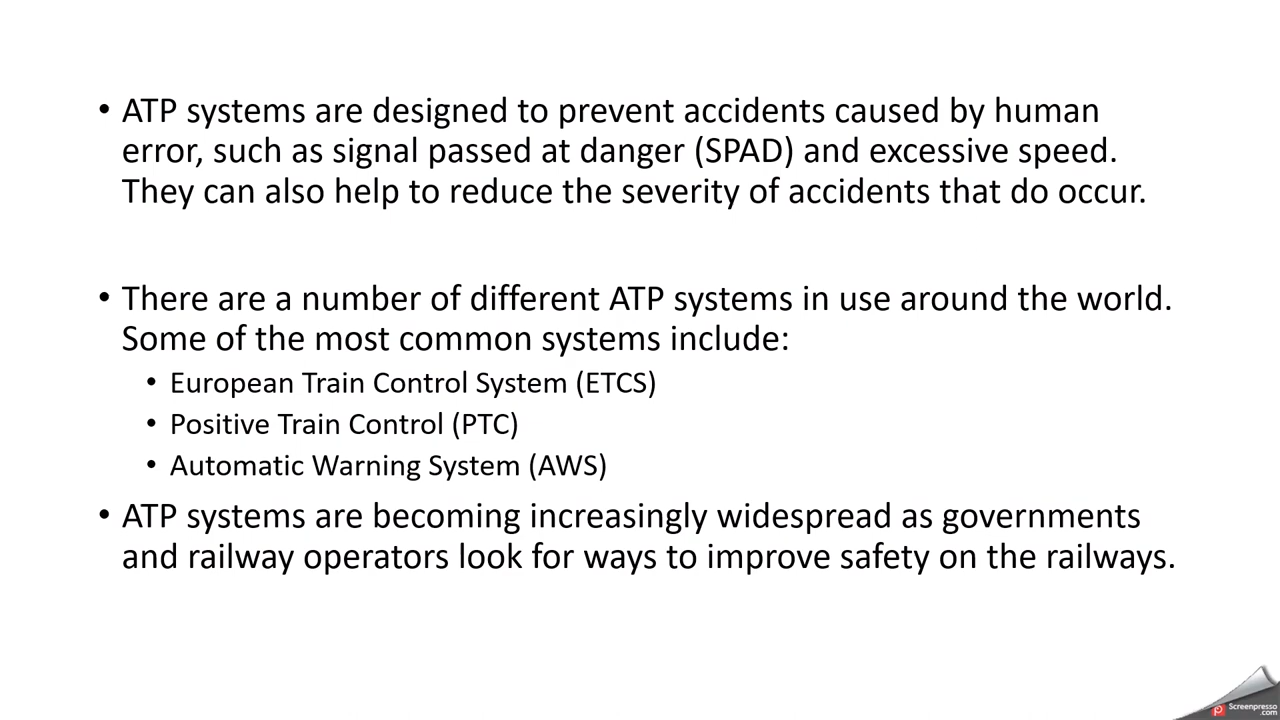 • ATP systems are designed to prevent accidents caused by human
error, such as signal passed at danger (SPAD) and excessive speed.
They can also help to reduce the severity of accidents that do occur.
• There are a number of different ATP systems in use around the world.
Some of the most common systems include:
• European Train Control System (ETCS)
• Positive Train Control (PTC)
• Automatic Warning System (AWS)
• ATP systems are becoming increasingly widespread as governments
and railway operators look for ways to improve safety on the railways.
Screenpresso
.com